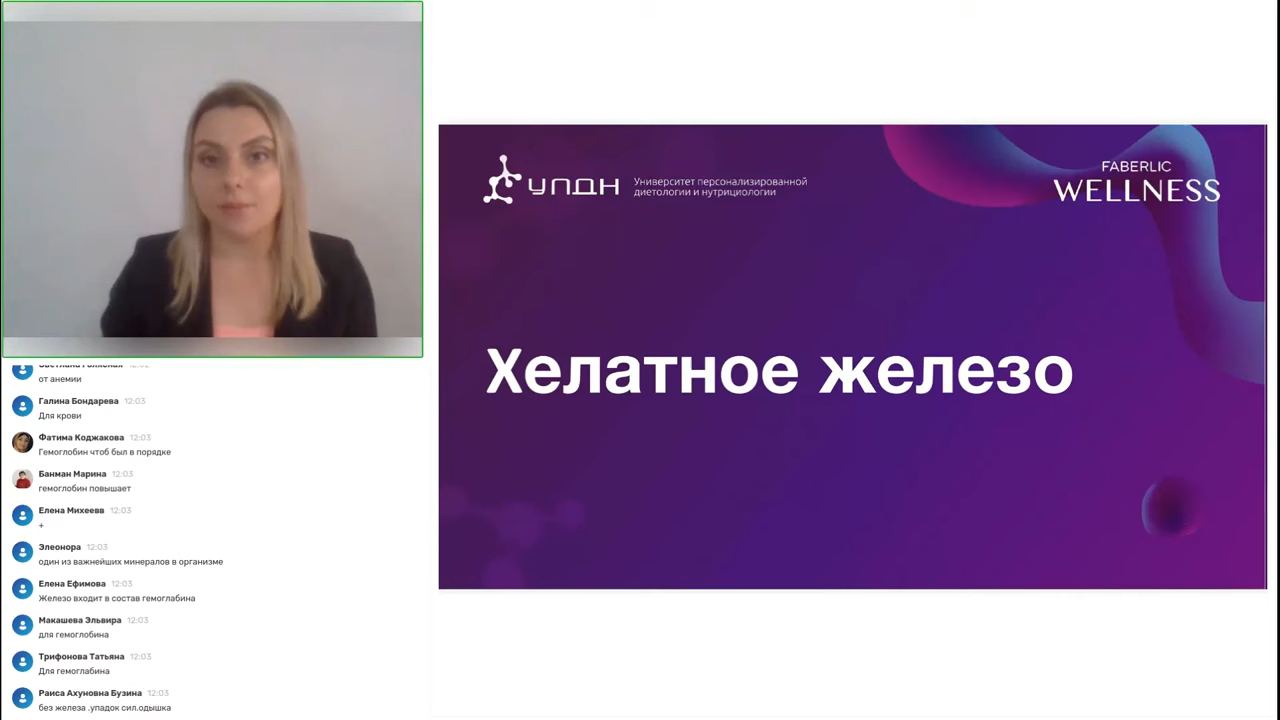 от анемии
Галина Бондарева 12:03
Для крови
Фатима Коджакова 12:03
Гемоглобин чтоб был в порядке
Банман Марина 12:03
гемоглобин повышает
Елена Михеевв 12:03
+
Элеонора 12:03
один из важнейших минералов в организме
Елена Ефимова 12:03
Железо входит в состав гемоглабина
Макашева Эльвира 12:03
для гемоглобина
Трифонова Татьяна 12:03
Для гемоглабина
Раиса Ахуновна Бузина 12:03
без железа .упадок сил.одышка
УПДН
Университет персонализированной
диетологии и нутрициологии
FABERLIC
WELLNESS
Хелатное железо